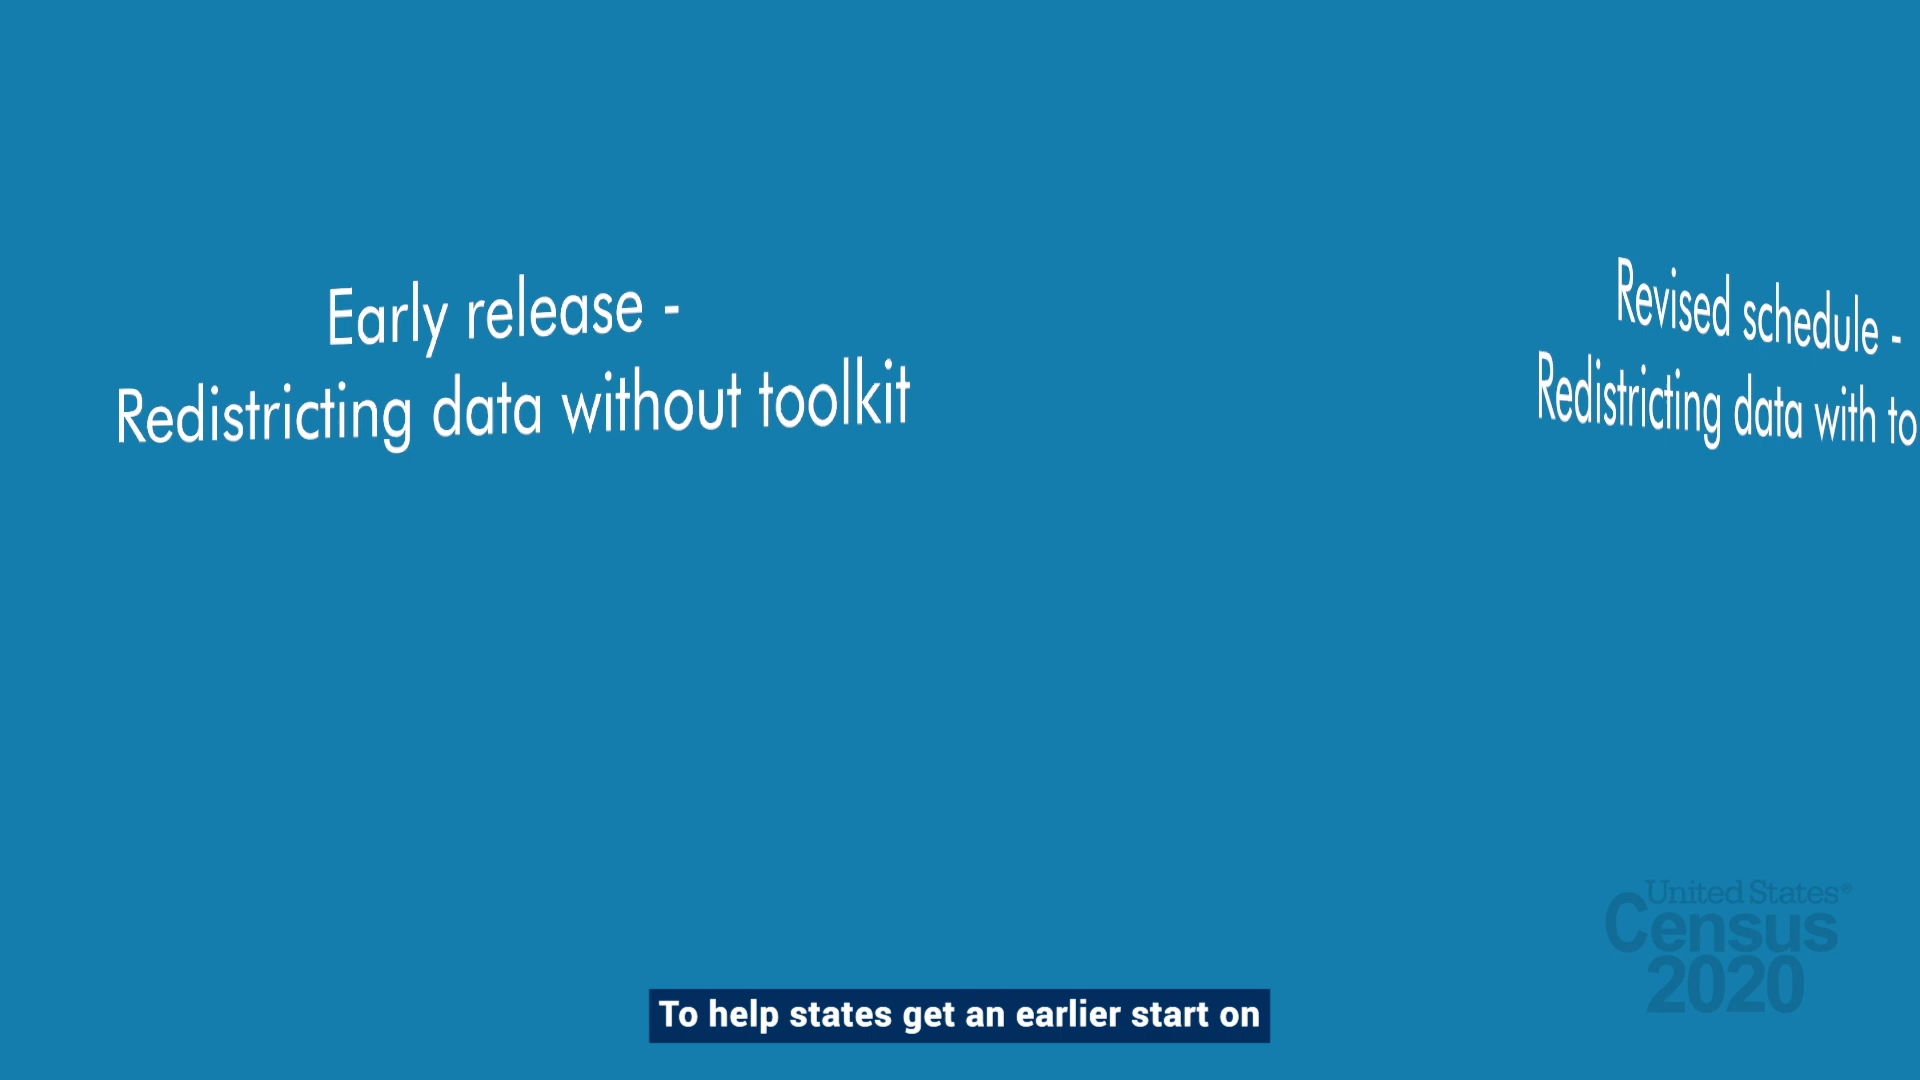 Early release -
Redistricting data without toolkit
Revised schedule -
Redistricting data with
United States®
Census
2020
To help states get an earlier start on